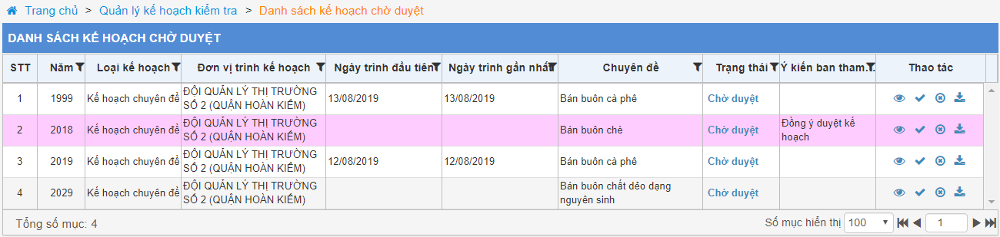 Trang chủ > Quản lý kế hoạch kiểm tra > Danh sách kế hoạch chờ duyệt
DANH SÁCH KẾ HOẠCH CHỜ DUYỆT
STT Năm Loại kế hoạch Đơn vị trình kế hoạch Ngày trình đầu tiên Ngày trình gần nhất Chuyên đề Trạng thái Ý kiến ban tham... Thao tác
1 1999 Kế hoạch chuyên đề ĐỘI QUẢN LÝ THỊ TRƯỜNG 13/08/2019 13/08/2019 Bán buôn cà phê Chờ duyệt
SỐ 2 (QUẬN HOÀN KIẾM)
2 2018 Kế hoạch chuyên đề ĐỘI QUẢN LÝ THỊ TRƯỜNG Bán buôn chè Chờ duyệt Đồng ý duyệt kế
SỐ 2 (QUẬN HOÀN KIẾM) hoạch
3 2019 Kế hoạch chuyên đề ĐỘI QUẢN LÝ THỊ TRƯỜNG 12/08/2019 12/08/2019 Bán buôn cà phê Chờ duyệt
SỐ 2 (QUẬN HOÀN KIẾM)
4 2029 Kế hoạch chuyên đề ĐỘI QUẢN LÝ THỊ TRƯỜNG Bán buôn chất dẻo dạng Chờ duyệt
SỐ 2 (QUẬN HOÀN KIẾM) nguyên sinh
Tổng số mục: 4 Số mục hiển thị 100 1